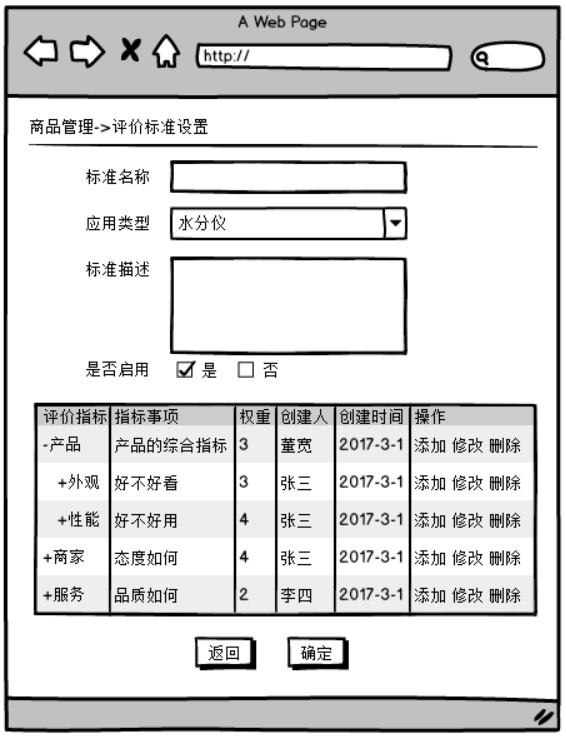 A Web Page
http://
商品管理->评价标准设置
标准名称
应用类型 水分仪
标准描述
是否启用 是 否
评价指标 指标事项 权重 创建人 创建时间 操作
-产品 产品的综合指标 3 董宽 2017-3-1 添加 修改 删除
+外观 好不好看 3 张三 2017-3-1 添加 修改 删除
+性能 好不好用 4 张三 2017-3-1 添加 修改 删除
+商家 态度如何 4 张三 2017-3-1 添加 修改 删除
+服务 品质如何 2 李四 2017-3-1 添加 修改 删除
返回 确定